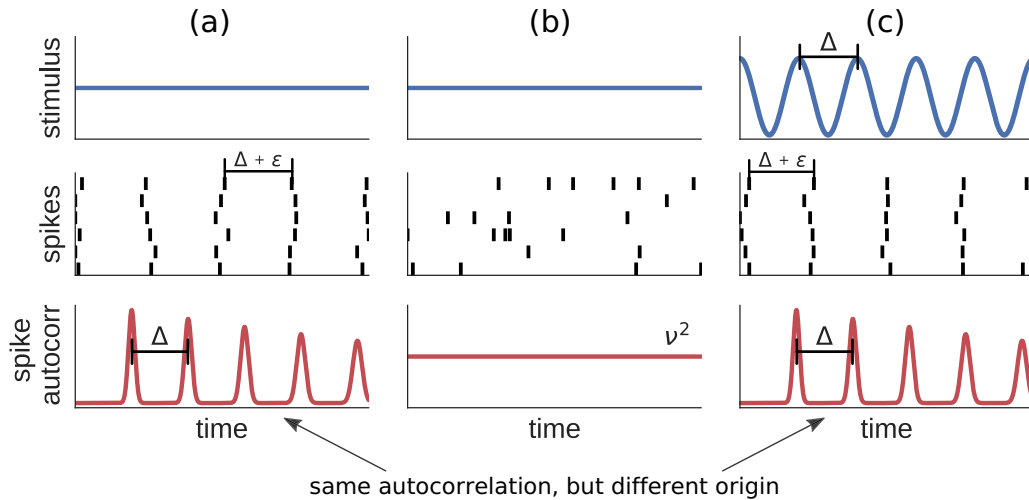 (a) (b) (c)
stimulus
Δ
spikes
Δ + ε
Δ + ε
spike
autocorr
Δ
ν²
Δ
time time time
same autocorrelation, but different origin